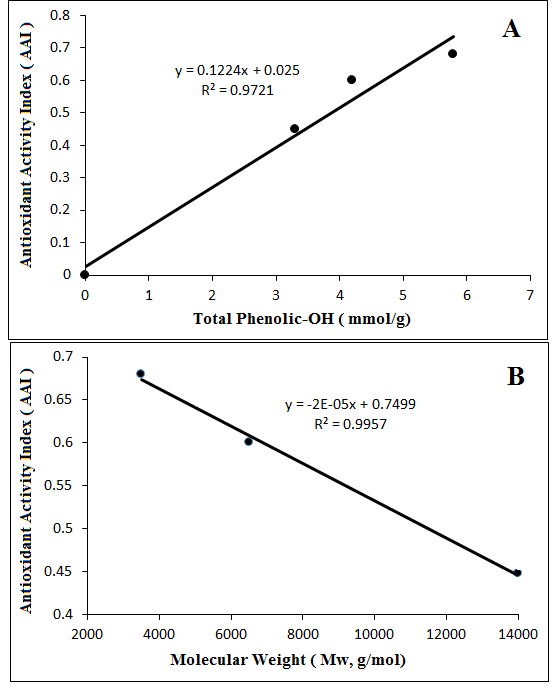 A
Antioxidant Activity Index ( AAI )
0.8
0.7
0.6
0.5
0.4
0.3
0.2
0.1
0
y = 0.1224x + 0.025
R² = 0.9721
0 1 2 3 4 5 6 7
Total Phenolic-OH ( mmol/g)
B
Antioxidant Activity Index ( AAI )
0.7
0.65
0.6
0.55
0.5
0.45
0.4
y = -2E-05x + 0.7499
R² = 0.9957
2000 4000 6000 8000 10000 12000 14000
Molecular Weight ( Mw, g/mol)